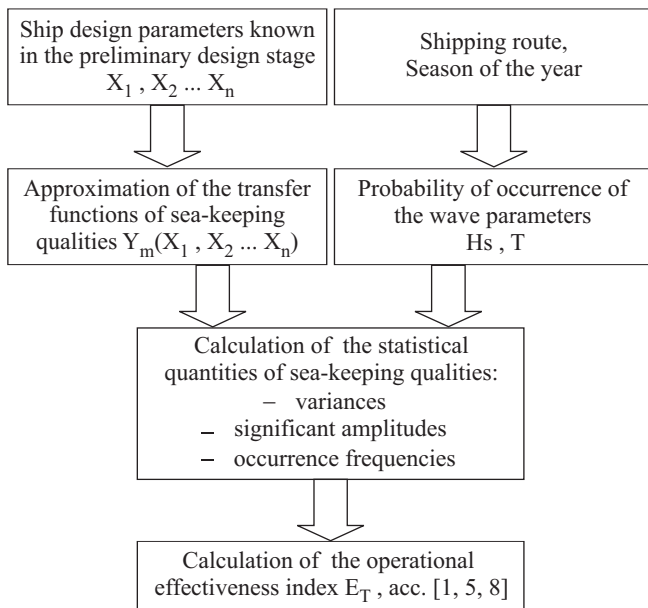 Ship design parameters known
in the preliminary design stage
X₁ , X₂ ... Xₙ
Shipping route,
Season of the year
Approximation of the transfer
functions of sea-keeping
qualities Yₘ(X₁ , X₂ ... Xₙ)
Probability of occurrence of
the wave parameters
Hs , T
Calculation of the statistical
quantities of sea-keeping qualities:
– variances
– significant amplitudes
– occurrence frequencies
Calculation of the operational
effectiveness index E_T , acc. [1, 5, 8]